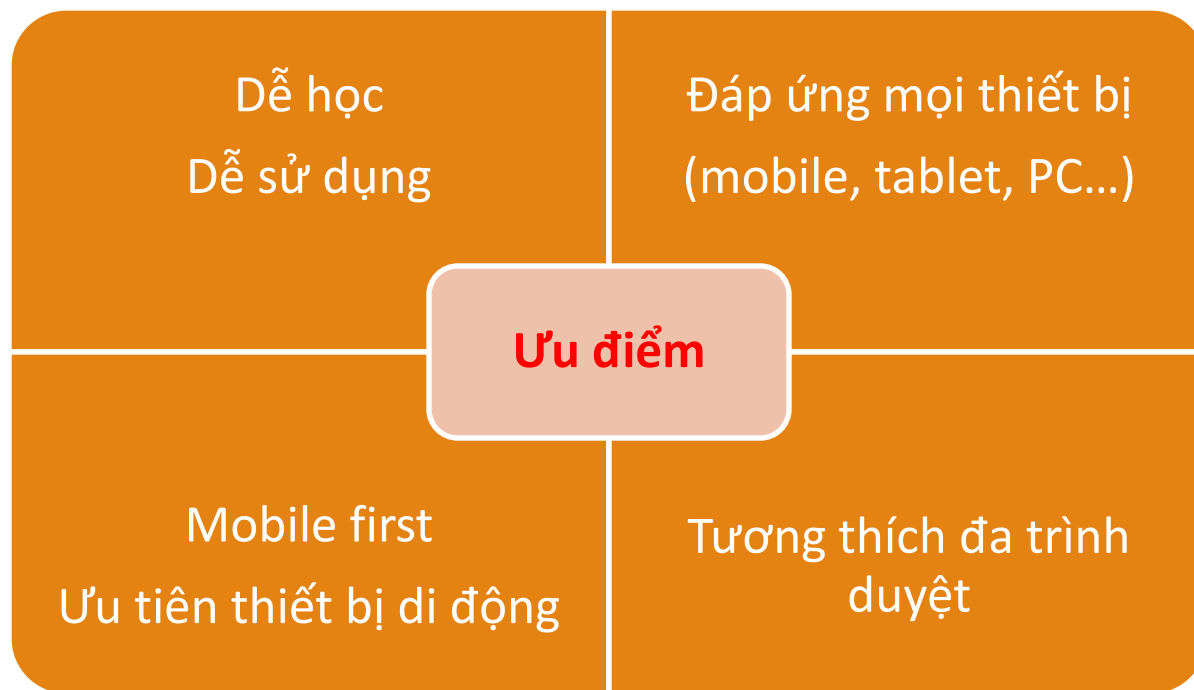 Dễ học
Dễ sử dụng
Đáp ứng mọi thiết bị
(mobile, tablet, PC…)
Ưu điểm
Mobile first
Ưu tiên thiết bị di động
Tương thích đa trình
duyệt